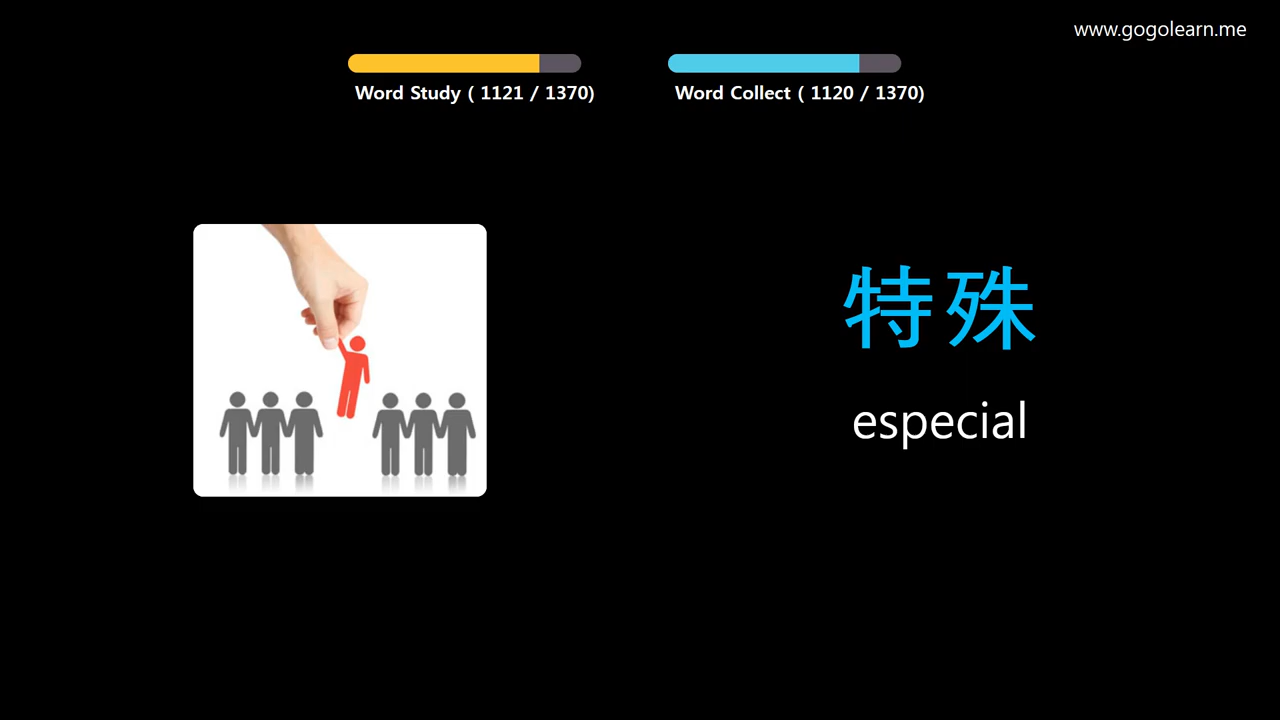 www.gogolearn.me
Word Study ( 1121 / 1370)
Word Collect ( 1120 / 1370)
特殊
especial